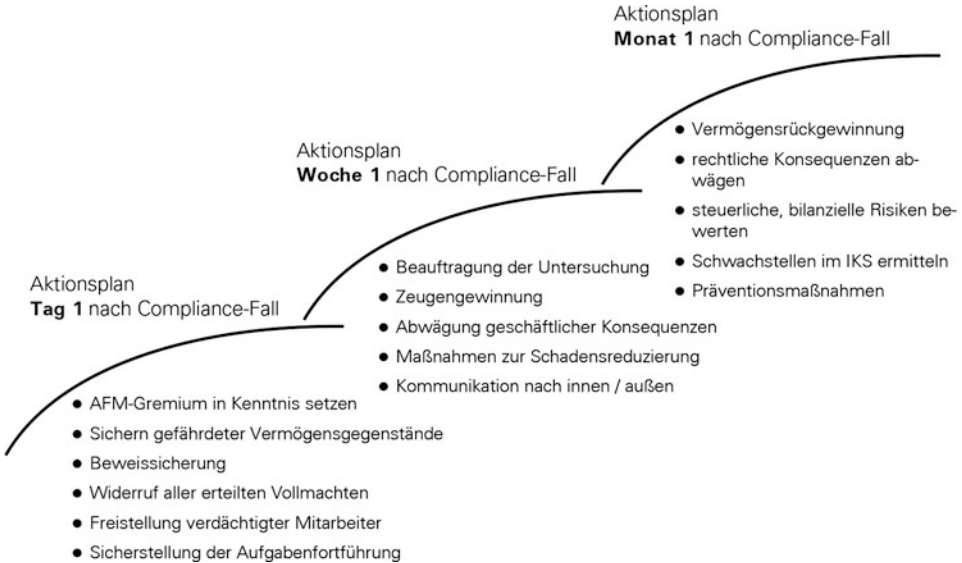 Aktionsplan
Monat 1 nach Compliance-Fall
• Vermögensrückgewinnung
• rechtliche Konsequenzen ab-
wägen
• steuerliche, bilanzielle Risiken be-
werten
• Schwachstellen im IKS ermitteln
• Präventionsmaßnahmen
Aktionsplan
Woche 1 nach Compliance-Fall
• Beauftragung der Untersuchung
• Zeugengewinnung
• Abwägung geschäftlicher Konsequenzen
• Maßnahmen zur Schadensreduzierung
• Kommunikation nach innen / außen
Aktionsplan
Tag 1 nach Compliance-Fall
• AFM-Gremium in Kenntnis setzen
• Sichern gefährdeter Vermögensgegenstände
• Beweissicherung
• Widerruf aller erteilten Vollmachten
• Freistellung verdächtigter Mitarbeiter
• Sicherstellung der Aufgabenfortführung